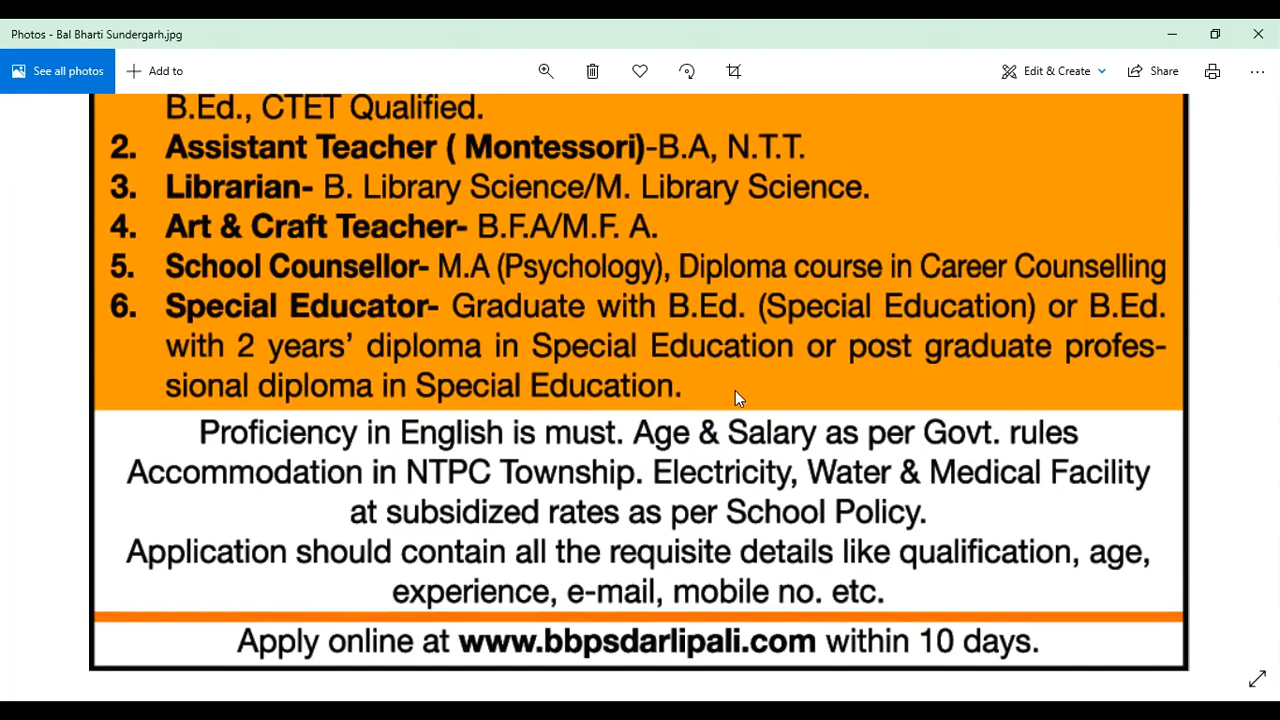 Photos - Bal Bharti Sundergarh.jpg
See all photos
Add to
Edit & Create
Share
B.Ed., CTET Qualified.
2. Assistant Teacher ( Montessori)-B.A, N.T.T.
3. Librarian- B. Library Science/M. Library Science.
4. Art & Craft Teacher- B.F.A/M.F. A.
5. School Counsellor- M.A (Psychology), Diploma course in Career Counselling
6. Special Educator- Graduate with B.Ed. (Special Education) or B.Ed.
with 2 years’ diploma in Special Education or post graduate profes-
sional diploma in Special Education.
Proficiency in English is must. Age & Salary as per Govt. rules
Accommodation in NTPC Township. Electricity, Water & Medical Facility
at subsidized rates as per School Policy.
Application should contain all the requisite details like qualification, age,
experience, e-mail, mobile no. etc.
Apply online at www.bbpsdarlipali.com within 10 days.